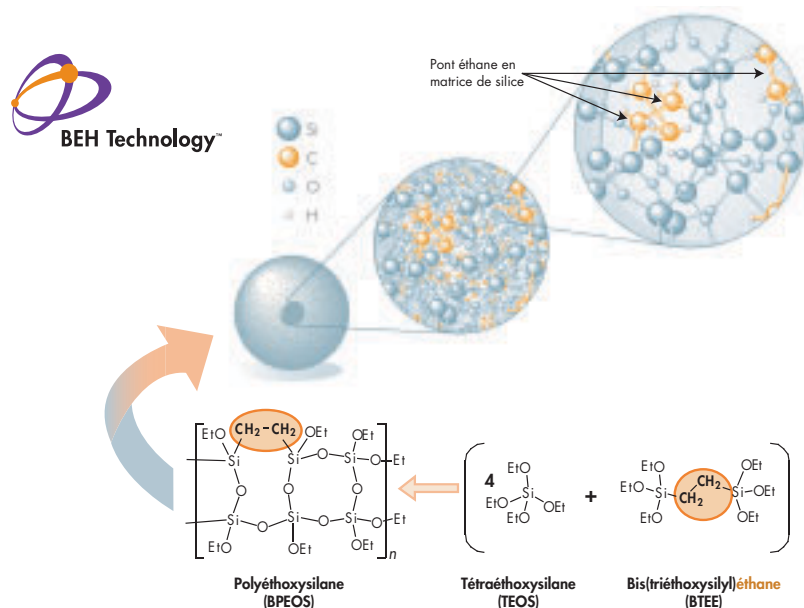 Pont éthane en
matrice de silice
BEH Technology™
Si
C
O
H
EtO
CH2-CH2
OEt
OEt
Si
Si
O
Si
O
Et
O
O
O
Si
O
Si
O
Si
O
Et
EtO
OEt
OEt
n
4
EtO
Si
OEt
EtO
EtO
+
EtO
EtO
Si
EtO
CH2
CH2
OEt
Si
OEt
OEt
Polyéthoxysilane
(BPEOS)
Tétraéthoxysilane
(TEOS)
Bis(triéthoxysilyl)éthane
(BTEE)